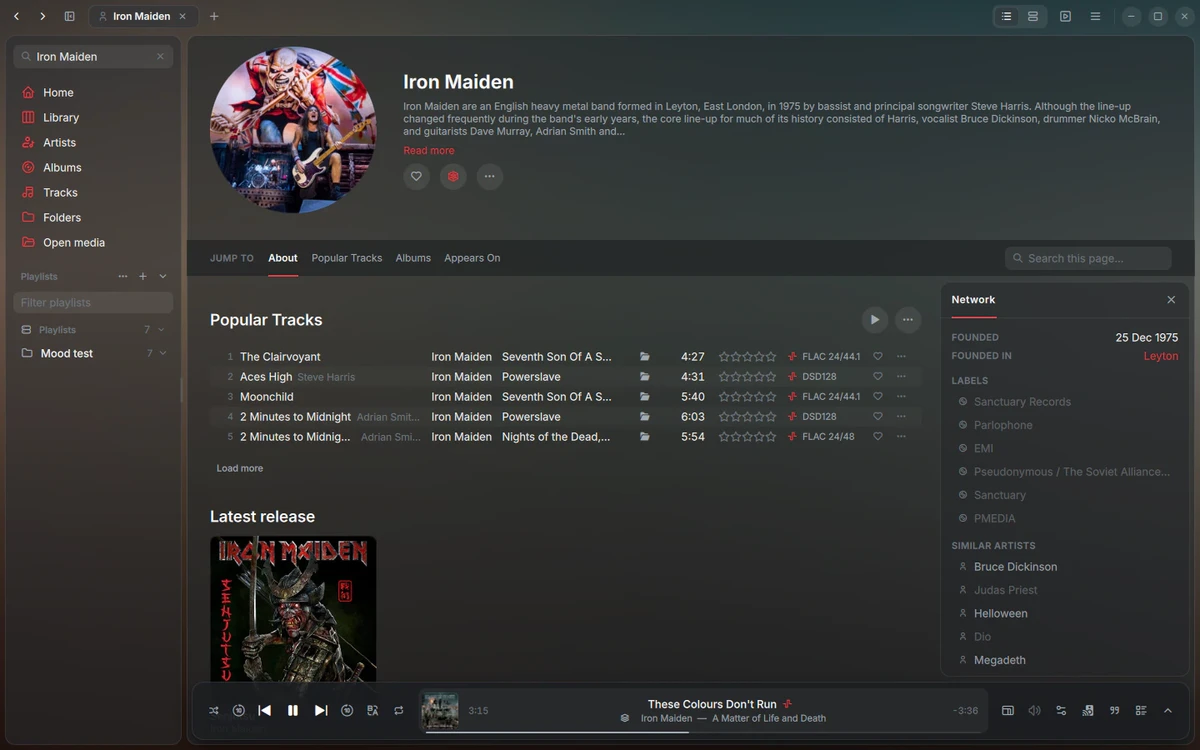 Iron Maiden
Iron Maiden
Home
Library
Artists
Albums
Tracks
Folders
Open media
Playlists
Filter playlists
Playlists 7
Mood test 7
Iron Maiden
Iron Maiden are an English heavy metal band formed in Leyton, East London, in 1975 by bassist and principal songwriter Steve Harris. Although the line-up
changed frequently during the band's early years, the core line-up for much of its history consisted of Harris, vocalist Bruce Dickinson, drummer Nicko McBrain,
and guitarists Dave Murray, Adrian Smith and...
Read more
JUMP TO About Popular Tracks Albums Appears On
Search this page...
Popular Tracks
1 The Clairvoyant Iron Maiden Seventh Son Of A S... 4:27 FLAC 24/44.1
2 Aces High Steve Harris Iron Maiden Powerslave 4:31 DSD128
3 Moonchild Iron Maiden Seventh Son Of A S... 5:40 FLAC 24/44.1
4 2 Minutes to Midnight Adrian Smit... Iron Maiden Powerslave 6:03 DSD128
5 2 Minutes to Midnig... Adrian Smi... Iron Maiden Nights of the Dead,... 5:54 FLAC 24/48
Load more
Latest release
IRON MAIDEN
SENJUTSU
Network
FOUNDED 25 Dec 1975
FOUNDED IN Leyton
LABELS
Sanctuary Records
Parlophone
EMI
Pseudonymous / The Soviet Alliance...
Sanctuary
PMEDIA
SIMILAR ARTISTS
Bruce Dickinson
Judas Priest
Helloween
Dio
Megadeth
10
10
3:15
These Colours Don't Run
Iron Maiden — A Matter of Life and Death
-3:36